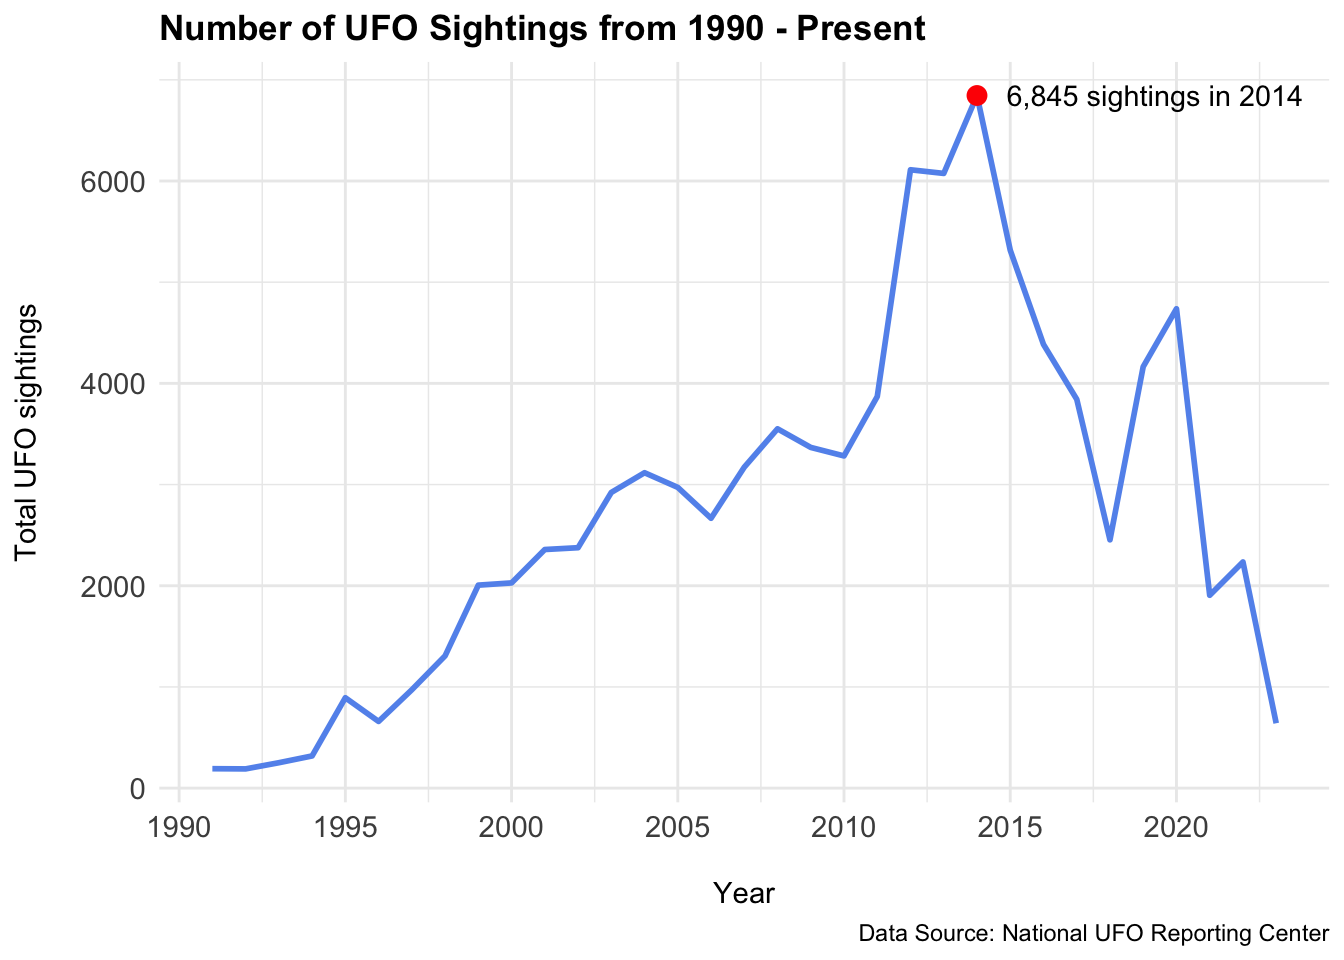 Number of UFO Sightings from 1990 - Present
6,845 sightings in 2014
Total UFO sightings
6000
4000
2000
0
1990 1995 2000 2005 2010 2015 2020
Year
Data Source: National UFO Reporting Center